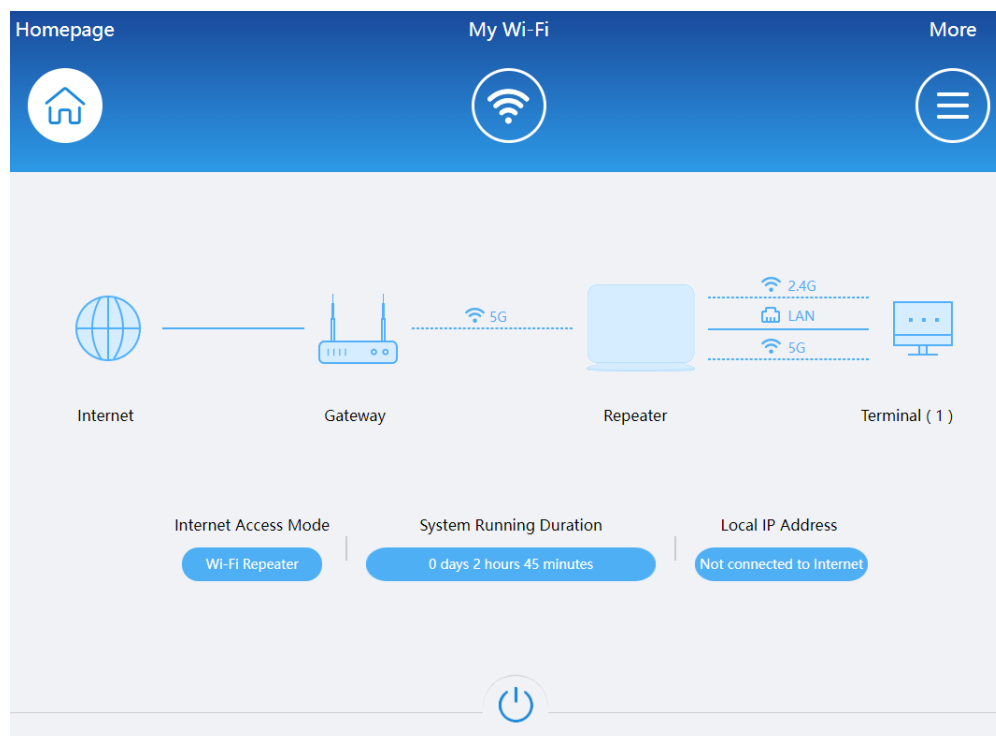 Homepage
My Wi-Fi
More
2.4G
5G
LAN
5G
Internet
Gateway
Repeater
Terminal ( 1 )
Internet Access Mode
System Running Duration
Local IP Address
Wi-Fi Repeater
0 days 2 hours 45 minutes
Not connected to Internet